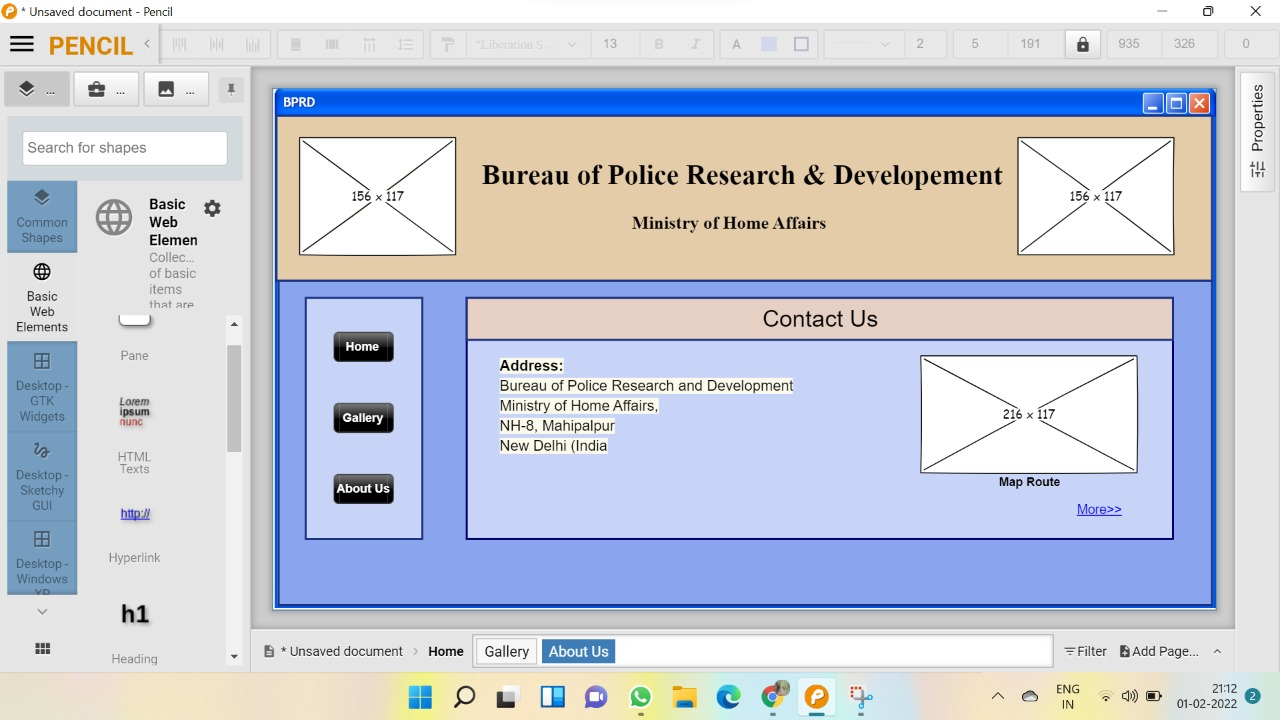 * Unsaved document - Pencil
PENCIL
"Liberation S...
13
B
I
A
2
5
191
935
326
0
...
...
...
Search for shapes
Common
Shapes
Basic
Web
Elements
Desktop -
GTK
Widgets
Desktop -
Sketchy
GUI
Desktop -
Windows
XP
Basic
Web
Elemen
Collec...
of basic
items
that are
Pane
Lorem
ipsum
nunc
HTML
Texts
http://
Hyperlink
h1
Heading
BPRD
156 x 117
Bureau of Police Research & Developement
Ministry of Home Affairs
156 x 117
Home
Gallery
About Us
Contact Us
Address:
Bureau of Police Research and Development
Ministry of Home Affairs,
NH-8, Mahipalpur
New Delhi (India
216 x 117
Map Route
More>>
Properties
* Unsaved document
Home
Gallery
About Us
Filter
Add Page...
ENG
IN
21:12
01-02-2022
2